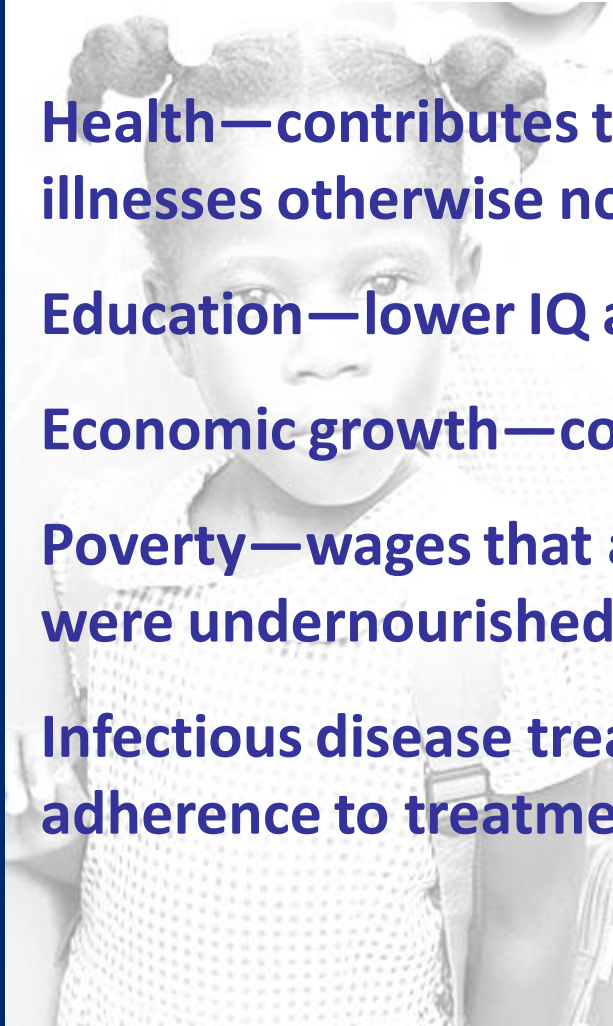 Health—contributes t
illnesses otherwise no
Education—lower IQ a
Economic growth—co
Poverty—wages that a
were undernourished
Infectious disease trea
adherence to treatme